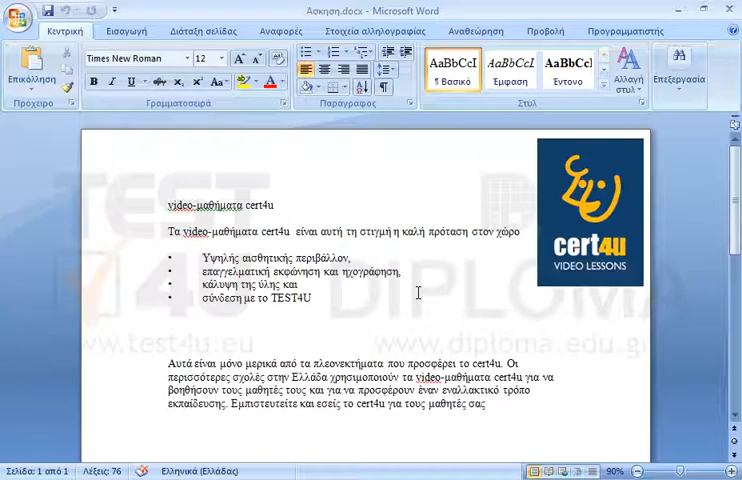 Ασκηση.docx - Microsoft Word
Κεντρική Εισαγωγή Διάταξη σελίδας Αναφορές Στοιχεία αλληλογραφίας Αναθεώρηση Προβολή Προγραμματιστής
Επικόλληση
Times New Roman 12
B I U abe x₂ x² Aa
AaBbCcI AaBbCcI AaBbCcI
¶ Βασικό Έμφαση Έντονο
Αλλαγή στυλ
Επεξεργασία
Πρόχειρο Γραμματοσειρά Παράγραφος Στυλ
video-μαθήματα cert4u
Τα video-μαθήματα cert4u είναι αυτή τη στιγμή η καλή πρόταση στον χώρο
• Υψηλής αισθητικής περιβάλλον,
• επαγγελματική εκφώνηση και ηχογράφηση,
• κάλυψη της ύλης και
• σύνδεση με το TEST4U
cert4u
VIDEO LESSONS
TEST
4U
DIPLOMA
www.test4u.eu www.diploma.edu.g
Αυτά είναι μόνο μερικά από τα πλεονεκτήματα που προσφέρει το cert4u. Οι
περισσότερες σχολές στην Ελλάδα χρησιμοποιούν τα video-μαθήματα cert4u για να
βοηθήσουν τους μαθητές τους και για να προσφέρουν έναν εναλλακτικό τρόπο
εκπαίδευσης. Εμπιστευτείτε και εσείς το cert4u για τους μαθητές σας
Σελίδα: 1 από 1 Λέξεις: 76 Ελληνικά (Ελλάδας) 90%